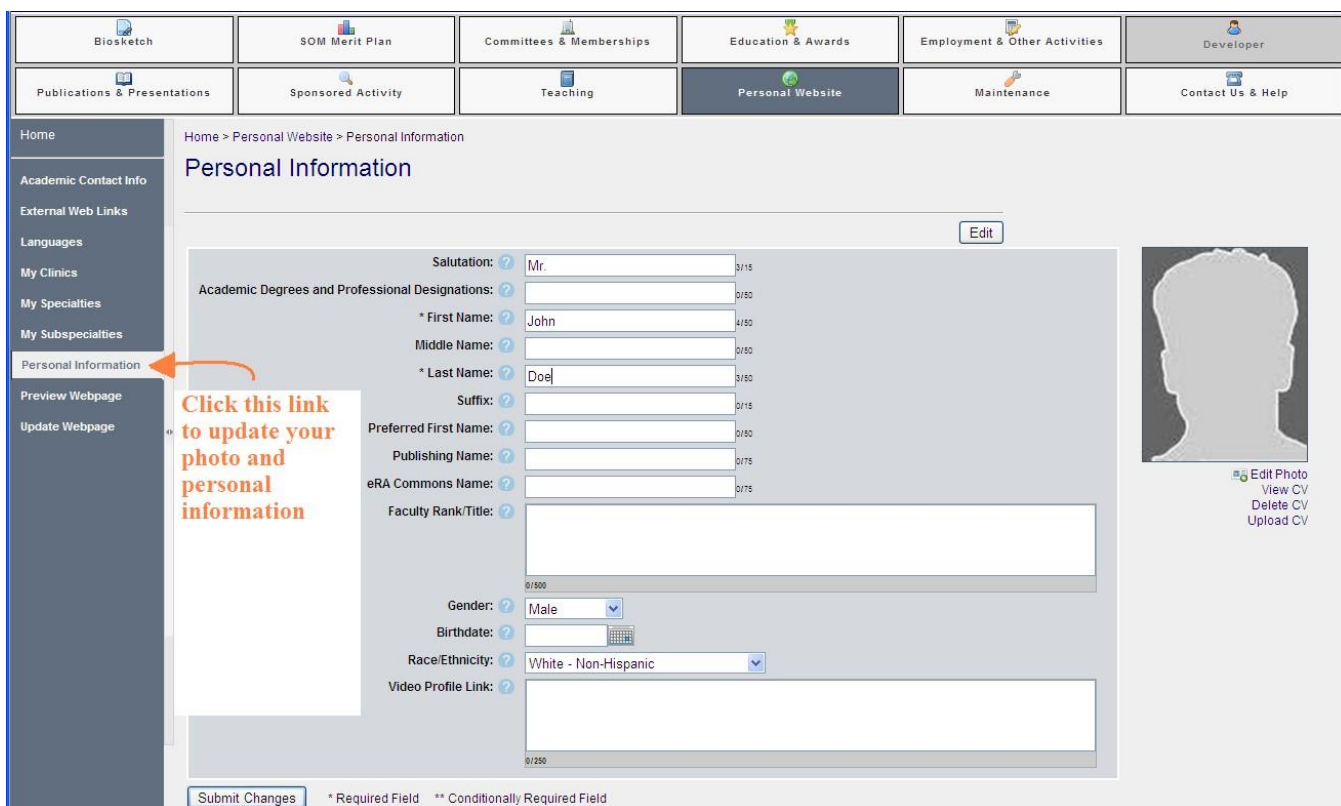 Biosketch
SOM Merit Plan
Committees & Memberships
Education & Awards
Employment & Other Activities
Developer
Publications & Presentations
Sponsored Activity
Teaching
Personal Website
Maintenance
Contact Us & Help
Home
Academic Contact Info
External Web Links
Languages
My Clinics
My Specialties
My Subspecialties
Personal Information
Preview Webpage
Update Webpage
Home > Personal Website > Personal Information
Personal Information
Edit
Salutation: ? Mr. 3/15
Academic Degrees and Professional Designations: ? 0/50
* First Name: ? John 4/50
Middle Name: ? 0/50
* Last Name: ? Doe 3/50
Suffix: ? 0/15
Preferred First Name: ? 0/50
Publishing Name: ? 0/75
eRA Commons Name: ? 0/75
Faculty Rank/Title: ?
0/500
Gender: ? Male
Birthdate: ?
Race/Ethnicity: ? White - Non-Hispanic
Video Profile Link: ?
0/250
Click this link
to update your
photo and
personal
information
Edit Photo
View CV
Delete CV
Upload CV
Submit Changes * Required Field ** Conditionally Required Field